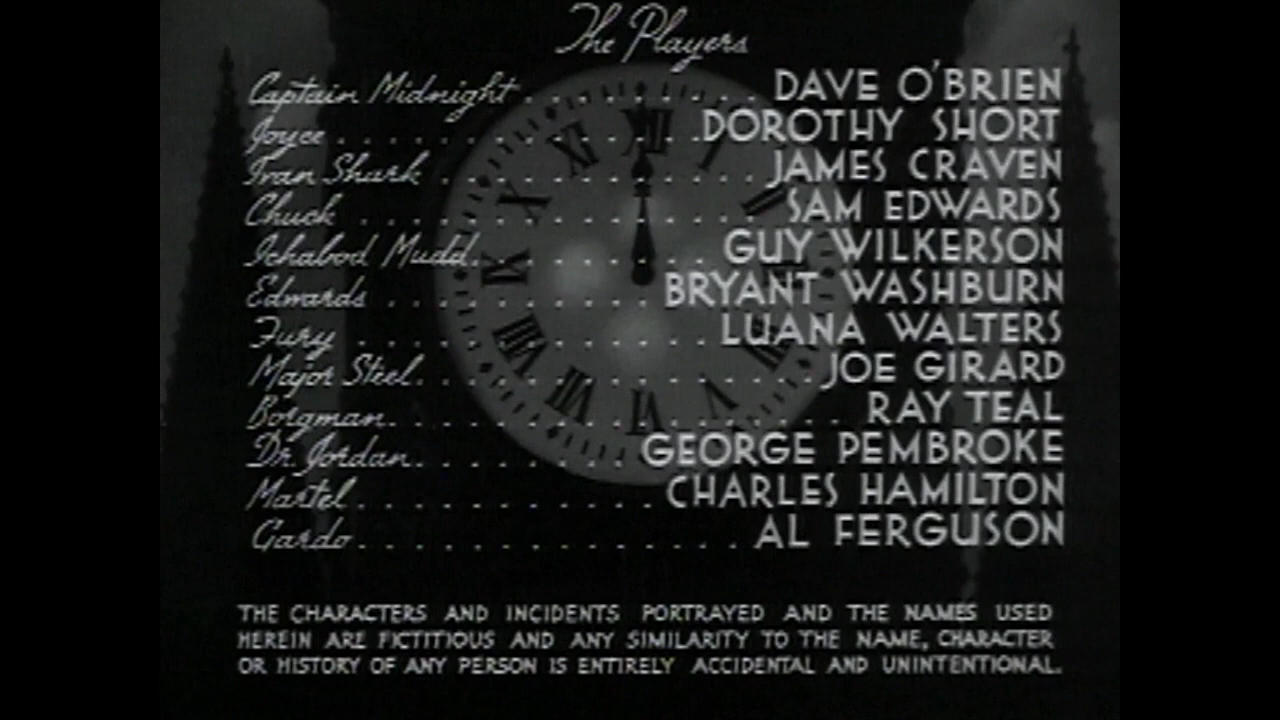 The Players
Captain Midnight . . . . . . . . . DAVE O'BRIEN
Joyce . . . . . . . . . . . . . DOROTHY SHORT
Ivan Shark . . . . . . . . . . . . JAMES CRAVEN
Chuck . . . . . . . . . . . . . . . SAM EDWARDS
Ichabod Mudd . . . . . . . . . GUY WILKERSON
Edwards . . . . . . . . . . BRYANT WASHBURN
Fury . . . . . . . . . . . . . LUANA WALTERS
Major Steel . . . . . . . . . . . . . . . JOE GIRARD
Borgman . . . . . . . . . . . . . . . . RAY TEAL
Dr. Jordan . . . . . . . . GEORGE PEMBROKE
Martel . . . . . . . . . . . CHARLES HAMILTON
Gardo . . . . . . . . . . . . . . AL FERGUSON
THE CHARACTERS AND INCIDENTS PORTRAYED AND THE NAMES USED
HEREIN ARE FICTITIOUS AND ANY SIMILARITY TO THE NAME, CHARACTER
OR HISTORY OF ANY PERSON IS ENTIRELY ACCIDENTAL AND UNINTENTIONAL.